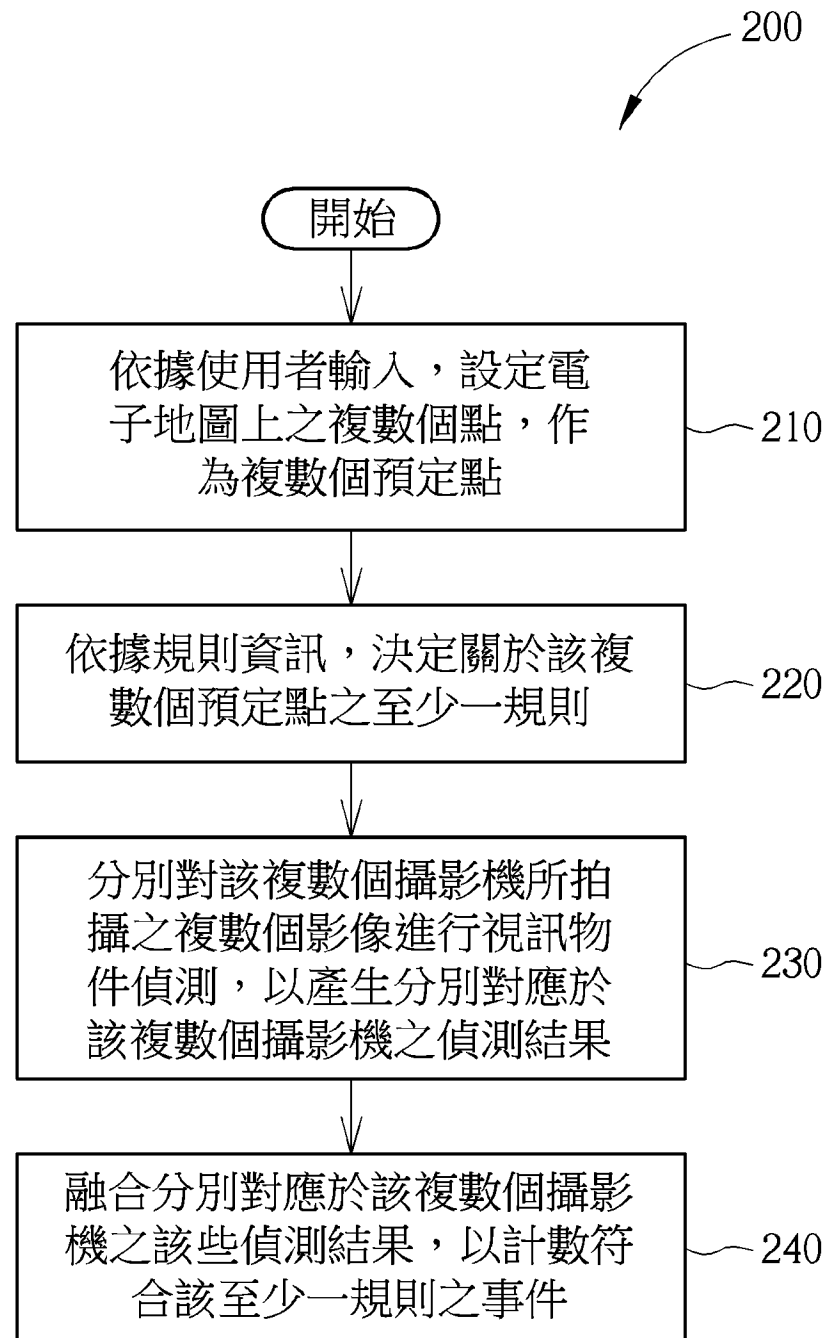 200
開始
依據使用者輸入，設定電
子地圖上之複數個點，作
為複數個預定點
210
依據規則資訊，決定關於該複
數個預定點之至少一規則
220
分別對該複數個攝影機所拍
攝之複數個影像進行視訊物
件偵測，以產生分別對應於
該複數個攝影機之偵測結果
230
融合分別對應於該複數個攝影
機之該些偵測結果，以計數符
合該至少一規則之事件
240